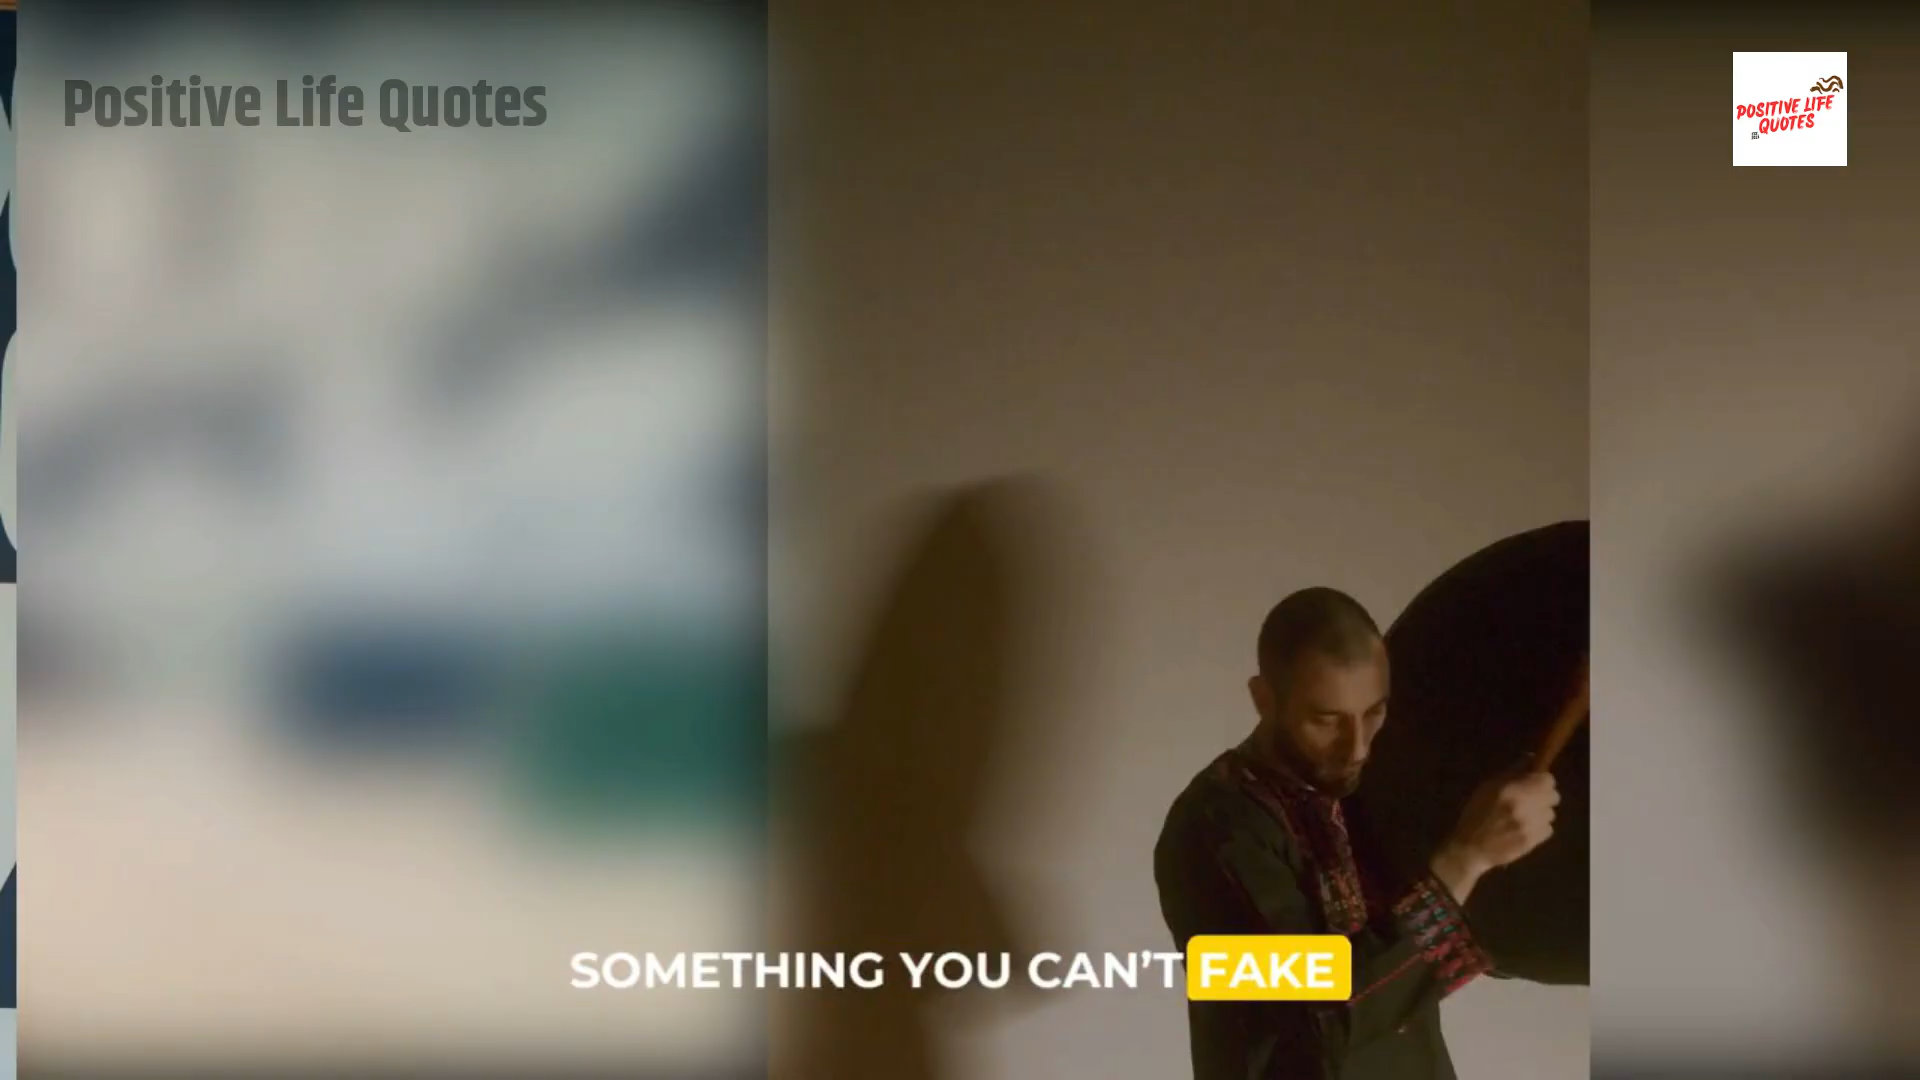 Positive Life Quotes
POSITIVE LIFE
QUOTES
SOMETHING YOU CAN'T FAKE